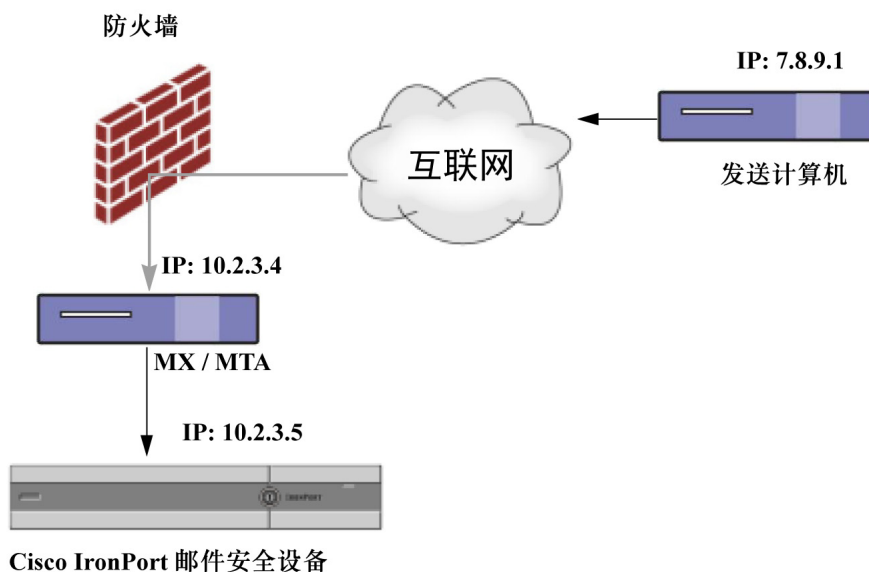 防火墙
IP: 7.8.9.1
互联网
发送计算机
IP: 10.2.3.4
MX / MTA
IP: 10.2.3.5
IRONPORT
Cisco IronPort 邮件安全设备